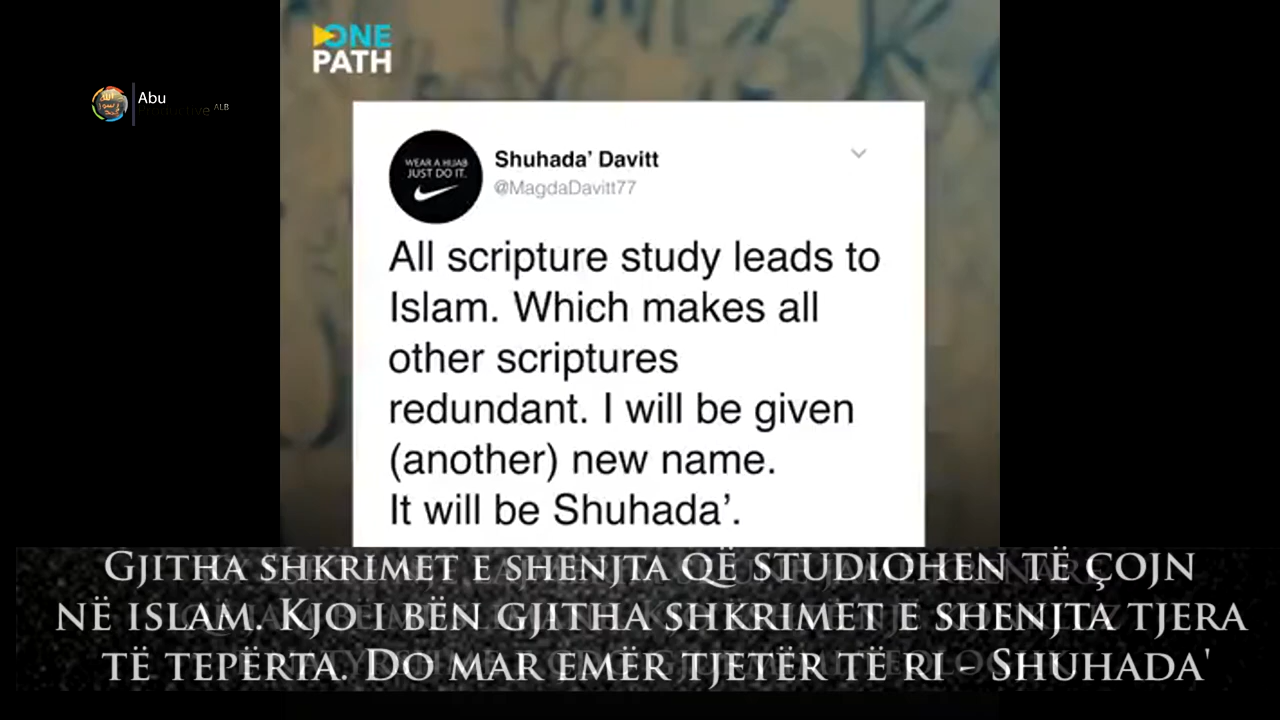 ONE
PATH
Abu
Productive ALB
WEAR A HIJAB
JUST DO IT.
Shuhada’ Davitt
@MagdaDavitt77
All scripture study leads to
Islam. Which makes all
other scriptures
redundant. I will be given
(another) new name.
It will be Shuhada’.
Gjitha shkrimet e shenjta që studiohen të çojn
në islam. Kjo i bën gjitha shkrimet e shenjta tjera
të tepërta. Do mar emër tjetër të ri - Shuhada'